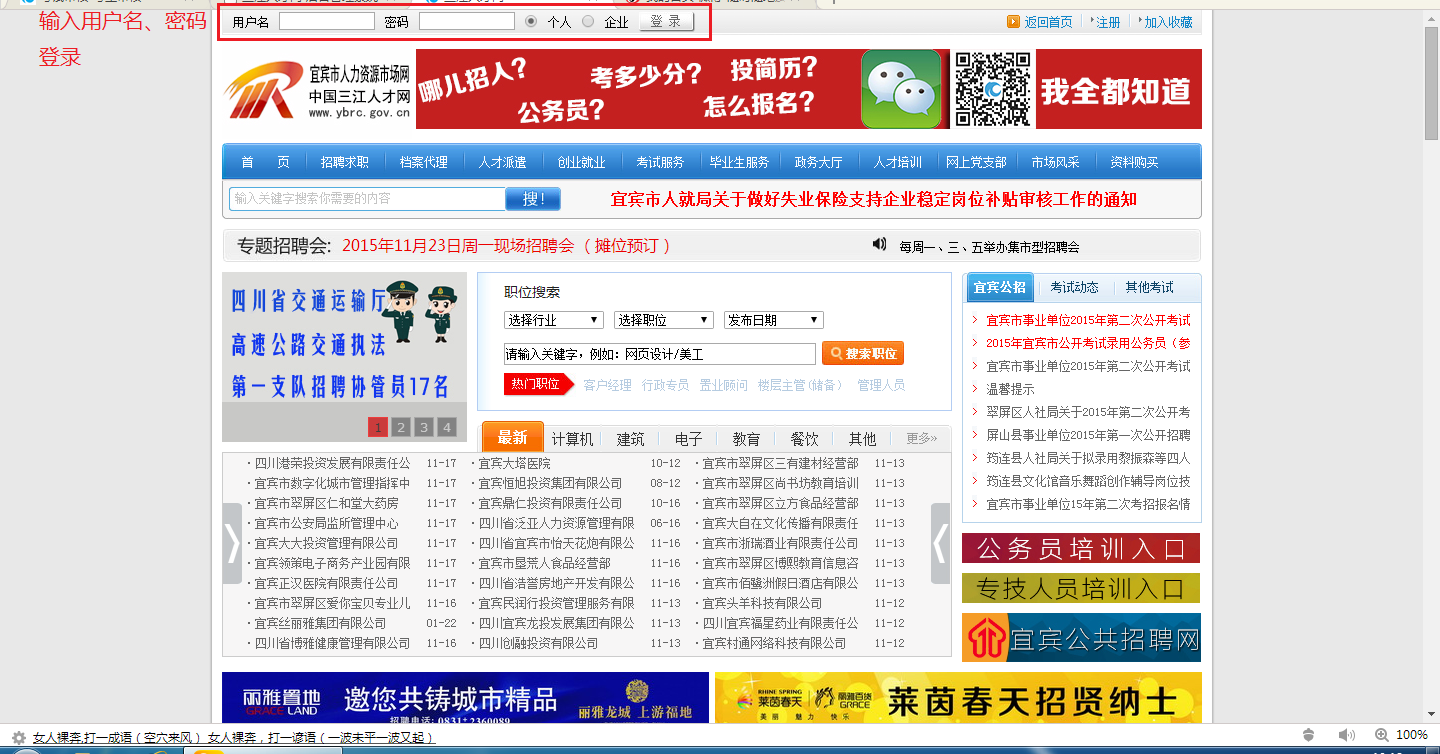 输入用户名、密码
登录
用户名 密码 个人 企业 登 录
返回首页 注册 加入收藏
宜宾市人力资源市场网
中国三江人才网
www.ybrc.gov.cn
哪儿招人? 考多少分? 投简历?
公务员? 怎么报名?
我全都知道
首 页 招聘求职 档案代理 人才派遣 创业就业 考试服务 毕业生服务 政务大厅 人才培训 网上党支部 市场风采 资料购买
输入关键字搜索你需要的内容 搜! 宜宾市人就局关于做好失业保险支持企业稳定岗位补贴审核工作的通知
专题招聘会: 2015年11月23日周一现场招聘会 ( 摊位预订 ) 每周一、三、五举办集市型招聘会
四川省交通运输厅
高速公路交通执法
第一支队招聘协管员17名
1 2 3 4
职位搜索
选择行业 选择职位 发布日期
请输入关键字，例如：网页设计/美工 搜索职位
热门职位 客户经理 行政专员 置业顾问 楼层主管(储备) 管理人员
宜宾公招 考试动态 其他考试
宜宾市事业单位2015年第二次公开考试
2015年宜宾市公开考试录用公务员（参
宜宾市事业单位2015年第二次公开考试
温馨提示
翠屏区人社局关于2015年第二次公开考
屏山县事业单位2015年第一次公开招聘
筠连县人社局关于拟录用黎振森等四人
筠连县文化馆音乐舞蹈创作辅导岗位技
宜宾市事业单位15年第二次考招报名情
最新 计算机 建筑 电子 教育 餐饮 其他 更多»
· 四川港荣投资发展有限责任公 11-17 · 宜宾大塔医院 10-12 · 宜宾市翠屏区三有建材经营部 11-13
· 宜宾市数字化城市管理指挥中 11-17 · 宜宾恒旭投资集团有限公司 08-12 · 宜宾市翠屏区尚书坊教育培训 11-13
· 宜宾市翠屏区仁和堂大药房 11-17 · 宜宾鼎仁投资有限责任公司 10-16 · 宜宾市翠屏区立方食品经营部 11-13
· 宜宾市公安局监所管理中心 11-17 · 四川省泛亚人力资源管理有限 06-16 · 宜宾大自在文化传播有限责任 11-13
· 宜宾大大投资管理有限公司 11-17 · 四川省宜宾市怡天花炮有限公 11-16 · 宜宾市浙瑞酒业有限责任公司 11-13
· 宜宾领策电子商务产业园有限 11-17 · 宜宾市垦荒人食品经营部 11-16 · 宜宾市翠屏区博熙教育信息咨 11-13
· 宜宾正汉医院有限责任公司 11-17 · 四川省浩誉房地产开发有限公 11-16 · 宜宾市佰鹭洲假日酒店有限公 11-13
· 宜宾市翠屏区爱你宝贝专业儿 11-16 · 宜宾民润行投资管理服务有限 11-13 · 宜宾头羊科技有限公司 11-12
· 宜宾丝丽雅集团有限公司 01-22 · 四川宜宾龙投发展集团有限公 11-13 · 四川宜宾福星药业有限责任公 11-12
· 四川省博雅健康管理有限公司 11-16 · 四川创融投资有限公司 11-13 · 宜宾村通网络科技有限公司 11-12
公务员培训入口
专技人员培训入口
宜宾公共招聘网
丽雅置地
GRACE LAND
邀您共铸城市精品
招聘电话: 0831-2360089
丽雅龙城 上游福地
RHINE SPRING
莱茵春天
美丽 魅力 快乐
丽雅百货
GRACE
莱茵春天招贤纳士
女人裸奔,打一成语（空穴来风） 女人裸奔，打一谚语（一波未平一波又起）
100%